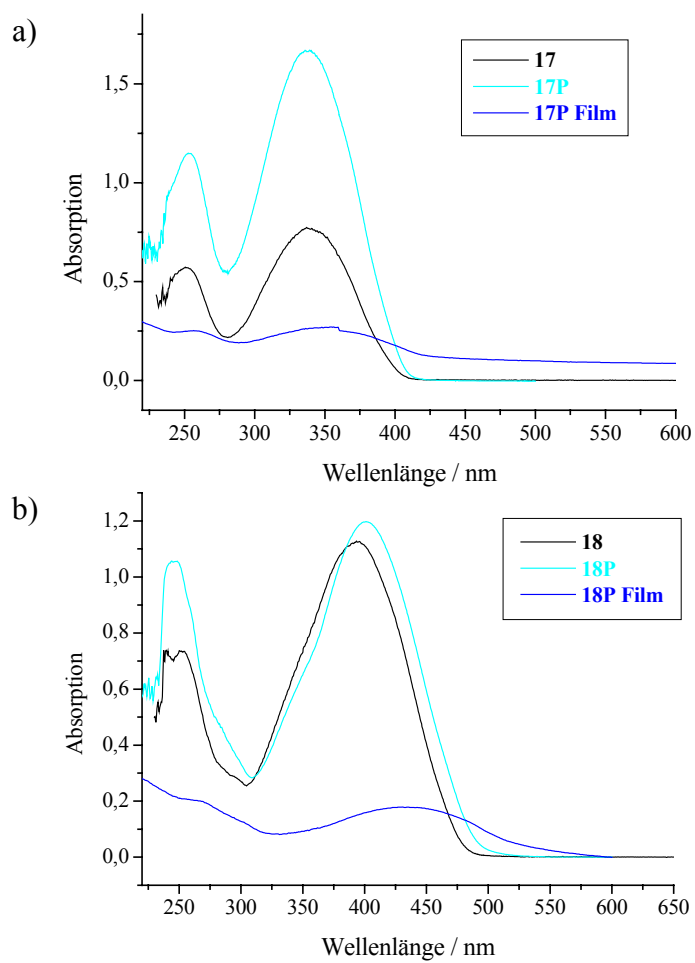 a)
17
17P
17P Film
Absorption
1,5
1,0
0,5
0,0
250 300 350 400 450 500 550 600
Wellenlänge / nm
b)
18
18P
18P Film
Absorption
1,2
1,0
0,8
0,6
0,4
0,2
0,0
250 300 350 400 450 500 550 600 650
Wellenlänge / nm